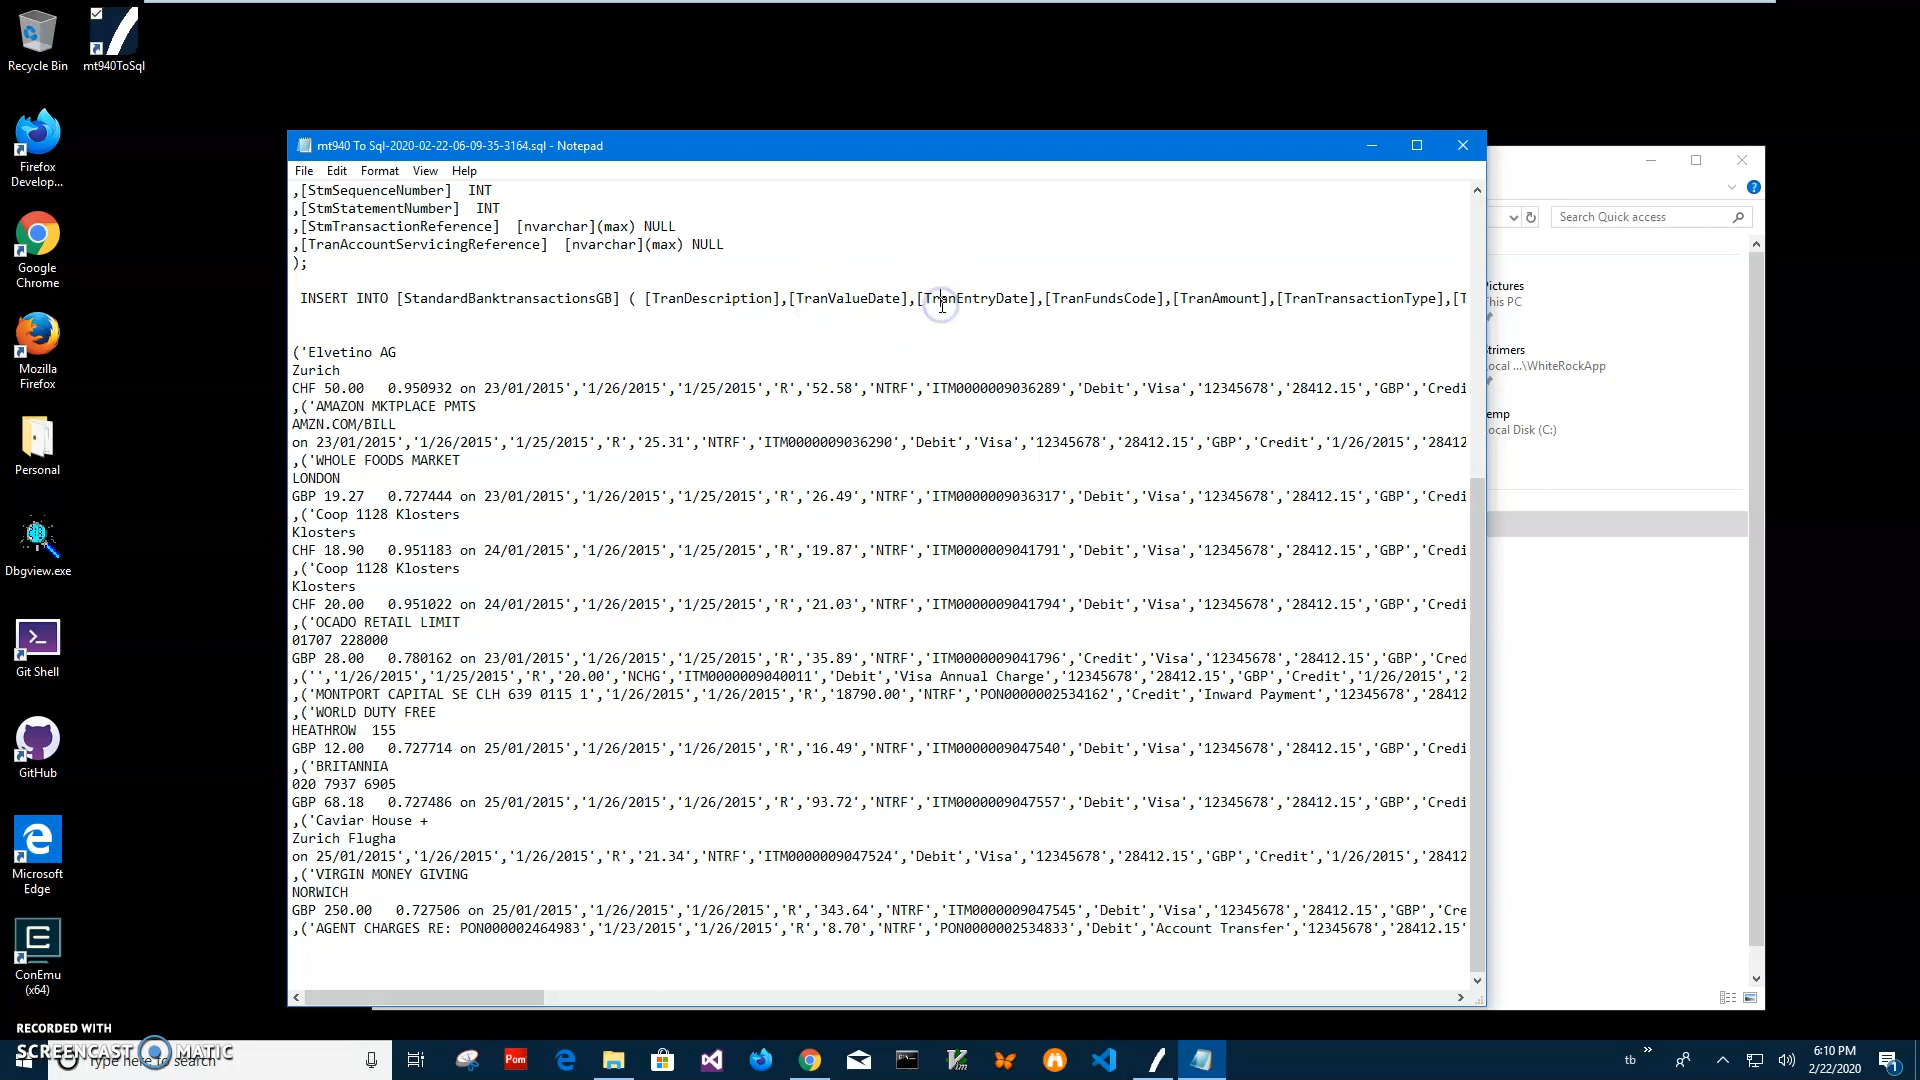 Recycle Bin
mt940ToSql
Firefox
Develop...
Google
Chrome
Mozilla
Firefox
Personal
Dbgview.exe
Git Shell
GitHub
Microsoft
Edge
ConEmu
(x64)
mt940 To Sql-2020-02-22-06-09-35-3164.sql - Notepad
File Edit Format View Help
,[StmSequenceNumber] INT
,[StmStatementNumber] INT
,[StmTransactionReference] [nvarchar](max) NULL
,[TranAccountServicingReference] [nvarchar](max) NULL
);
INSERT INTO [StandardBanktransactionsGB] ( [TranDescription],[TranValueDate],[TranEntryDate],[TranFundsCode],[TranAmount],[TranTransactionType],[T
('Elvetino AG
Zurich
CHF 50.00 0.950932 on 23/01/2015','1/26/2015','1/25/2015','R','52.58','NTRF','ITM0000009036289','Debit','Visa','12345678','28412.15','GBP','Credi
,('AMAZON MKTPLACE PMTS
AMZN.COM/BILL
on 23/01/2015','1/26/2015','1/25/2015','R','25.31','NTRF','ITM0000009036290','Debit','Visa','12345678','28412.15','GBP','Credit','1/26/2015','28412
,('WHOLE FOODS MARKET
LONDON
GBP 19.27 0.727444 on 23/01/2015','1/26/2015','1/25/2015','R','26.49','NTRF','ITM0000009036317','Debit','Visa','12345678','28412.15','GBP','Credi
,('Coop 1128 Klosters
Klosters
CHF 18.90 0.951183 on 24/01/2015','1/26/2015','1/25/2015','R','19.87','NTRF','ITM0000009041791','Debit','Visa','12345678','28412.15','GBP','Credi
,('Coop 1128 Klosters
Klosters
CHF 20.00 0.951022 on 24/01/2015','1/26/2015','1/25/2015','R','21.03','NTRF','ITM0000009041794','Debit','Visa','12345678','28412.15','GBP','Credi
,('OCADO RETAIL LIMIT
01707 228000
GBP 28.00 0.780162 on 23/01/2015','1/26/2015','1/25/2015','R','35.89','NTRF','ITM0000009041796','Credit','Visa','12345678','28412.15','GBP','Cred
,('','1/26/2015','1/25/2015','R','20.00','NCHG','ITM0000009040011','Debit','Visa Annual Charge','12345678','28412.15','GBP','Credit','1/26/2015','2
,('MONTPORT CAPITAL SE CLH 639 0115 1','1/26/2015','1/26/2015','R','18790.00','NTRF','PON0000002534162','Credit','Inward Payment','12345678','28412
,('WORLD DUTY FREE
HEATHROW 155
GBP 12.00 0.727714 on 25/01/2015','1/26/2015','1/26/2015','R','16.49','NTRF','ITM0000009047540','Debit','Visa','12345678','28412.15','GBP','Credi
,('BRITANNIA
020 7937 6905
GBP 68.18 0.727486 on 25/01/2015','1/26/2015','1/26/2015','R','93.72','NTRF','ITM0000009047557','Debit','Visa','12345678','28412.15','GBP','Credi
,('Caviar House +
Zurich Flugha
on 25/01/2015','1/26/2015','1/26/2015','R','21.34','NTRF','ITM0000009047524','Debit','Visa','12345678','28412.15','GBP','Credit','1/26/2015','28412
,('VIRGIN MONEY GIVING
NORWICH
GBP 250.00 0.727506 on 25/01/2015','1/26/2015','1/26/2015','R','343.64','NTRF','ITM0000009047545','Debit','Visa','12345678','28412.15','GBP','Cre
,('AGENT CHARGES RE: PON000002464983','1/23/2015','1/26/2015','R','8.70','NTRF','PON0000002534833','Debit','Account Transfer','12345678','28412.15'
Search Quick access
ictures
This PC
Strimers
Local ...\WhiteRockApp
emp
Local Disk (C:)
RECORDED WITH
SCREENCAST MATIC
Type here to search
Pom
Vim
tb
6:10 PM
2/22/2020
1